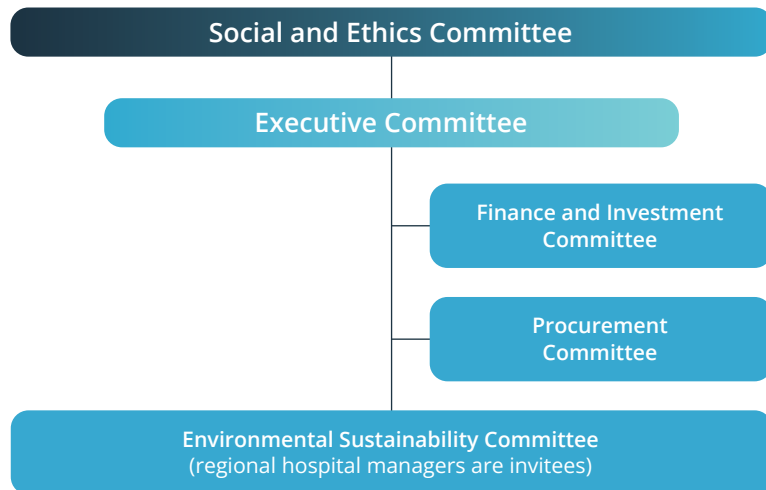 Social and Ethics Committee
Executive Committee
Finance and Investment
Committee
Procurement
Committee
Environmental Sustainability Committee
(regional hospital managers are invitees)